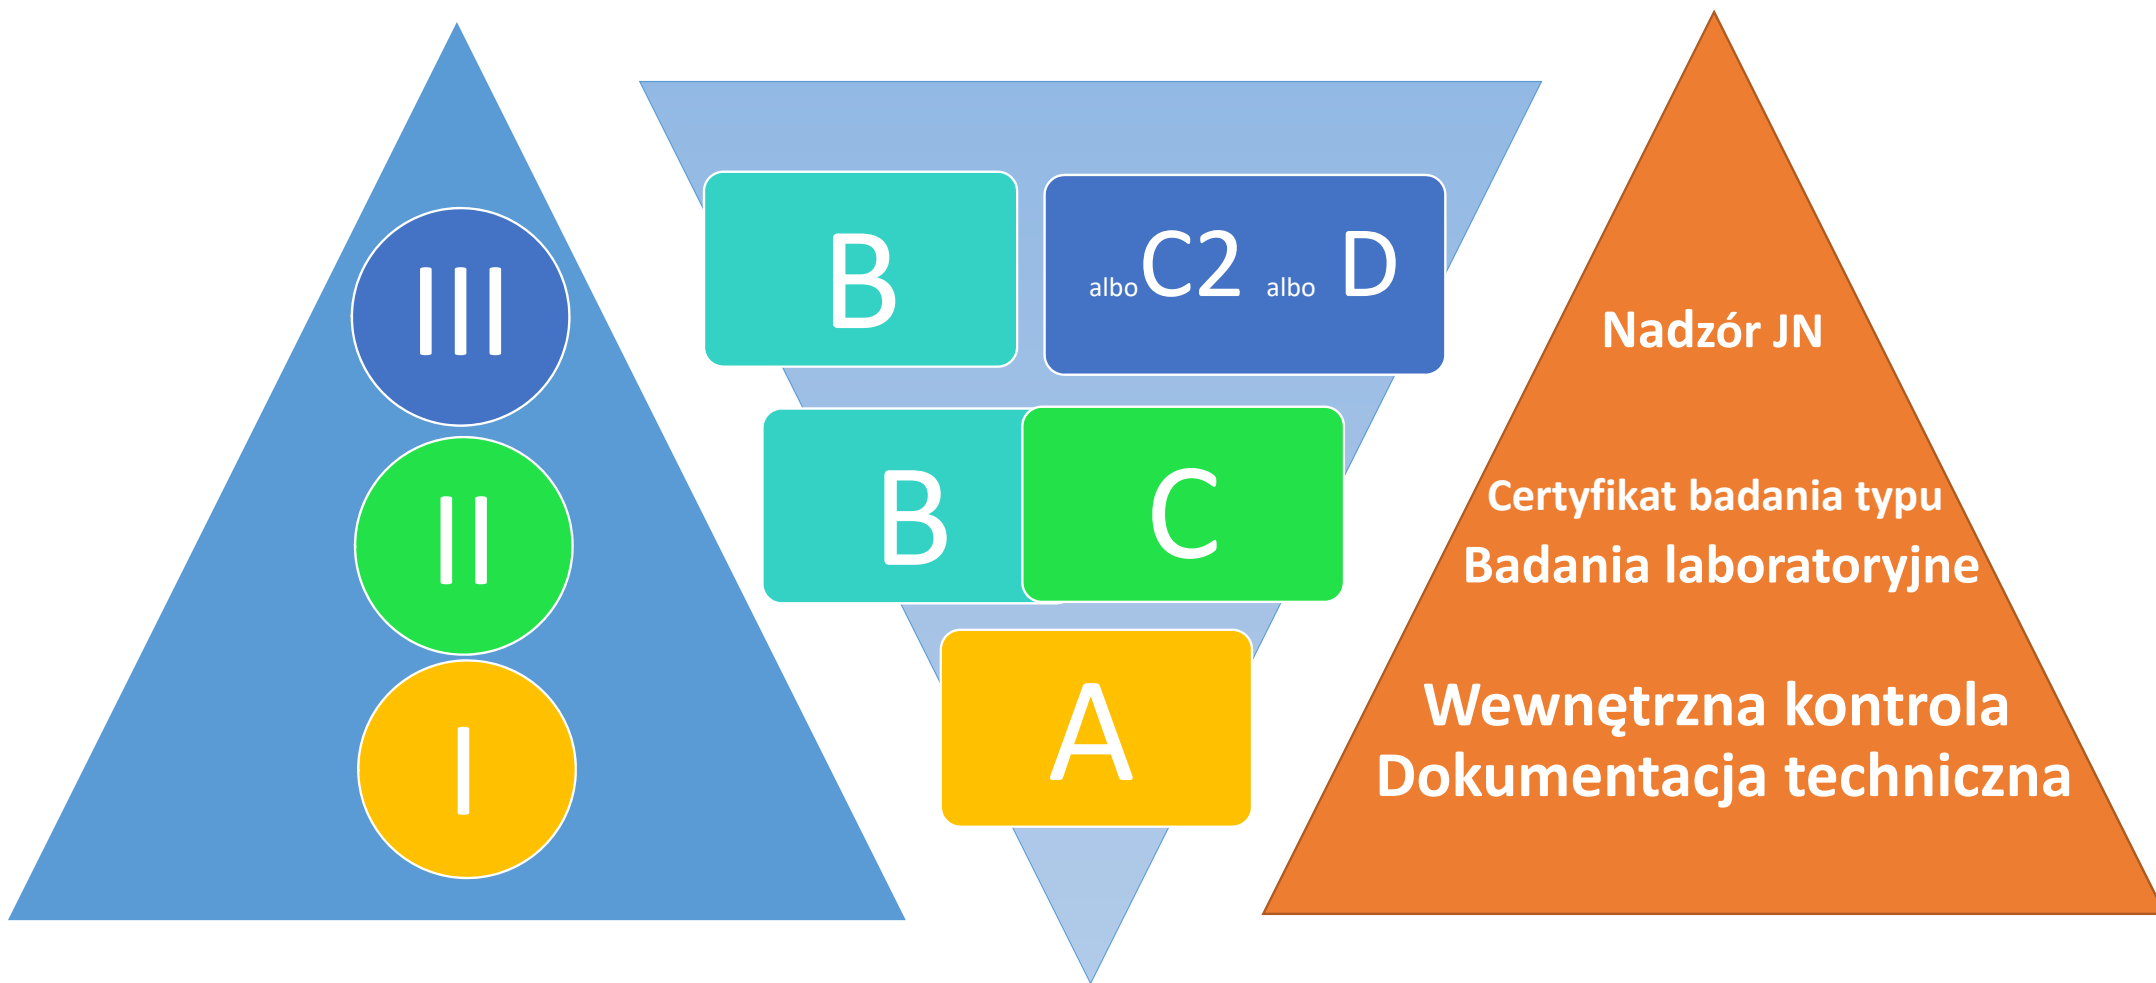 III
II
I
B
albo C2 albo D
B
C
A
Nadzór JN
Certyfikat badania typu
Badania laboratoryjne
Wewnętrzna kontrola
Dokumentacja techniczna